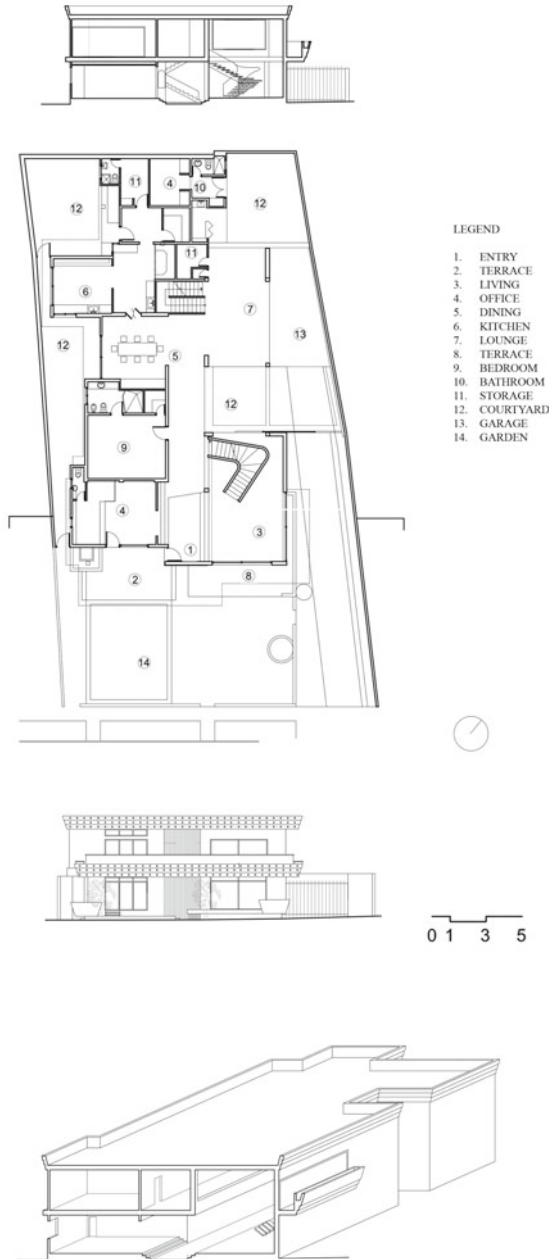 11
4
10
12
12
11
6
7
13
12
5
12
9
4
3
1
2
8
14
LEGEND
1. ENTRY
2. TERRACE
3. LIVING
4. OFFICE
5. DINING
6. KITCHEN
7. LOUNGE
8. TERRACE
9. BEDROOM
10. BATHROOM
11. STORAGE
12. COURTYARD
13. GARAGE
14. GARDEN
0 1 3 5